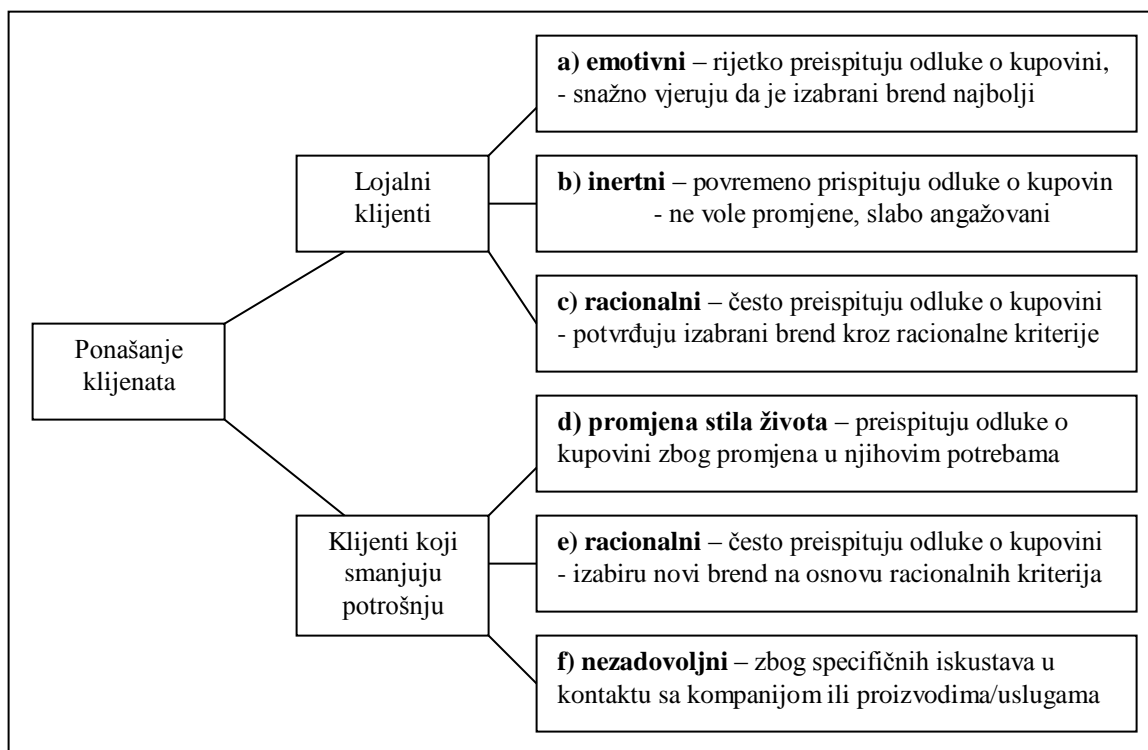 Ponašanje
klijenata
Lojalni
klijenti
a) emotivni – rijetko preispituju odluke o kupovini,
- snažno vjeruju da je izabrani brend najbolji
b) inertni – povremeno prispituju odluke o kupovin
- ne vole promjene, slabo angažovani
c) racionalni – često preispituju odluke o kupovini
- potvrđuju izabrani brend kroz racionalne kriterije
Klijenti koji
smanjuju
potrošnju
d) promjena stila života – preispituju odluke o
kupovini zbog promjena u njihovim potrebama
e) racionalni – često preispituju odluke o kupovini
- izabiru novi brend na osnovu racionalnih kriterija
f) nezadovoljni – zbog specifičnih iskustava u
kontaktu sa kompanijom ili proizvodima/uslugama